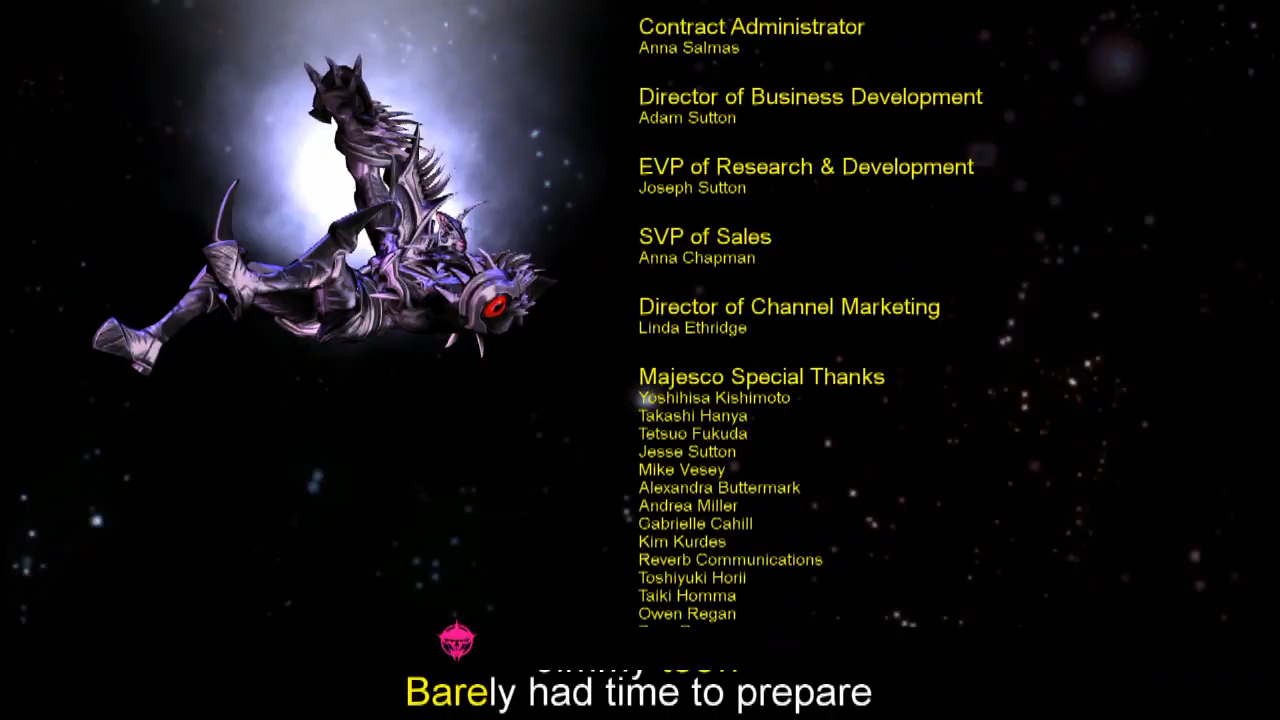 Contract Administrator
Anna Salmas
Director of Business Development
Adam Sutton
EVP of Research & Development
Joseph Sutton
SVP of Sales
Anna Chapman
Director of Channel Marketing
Linda Ethridge
Majesco Special Thanks
Yoshihisa Kishimoto
Takashi Hanya
Tetsuo Fukuda
Jesse Sutton
Mike Vesey
Alexandra Buttermark
Andrea Miller
Gabrielle Cahill
Kim Kurdes
Reverb Communications
Toshiyuki Horii
Taiki Homma
Owen Regan
Barely had time to prepare